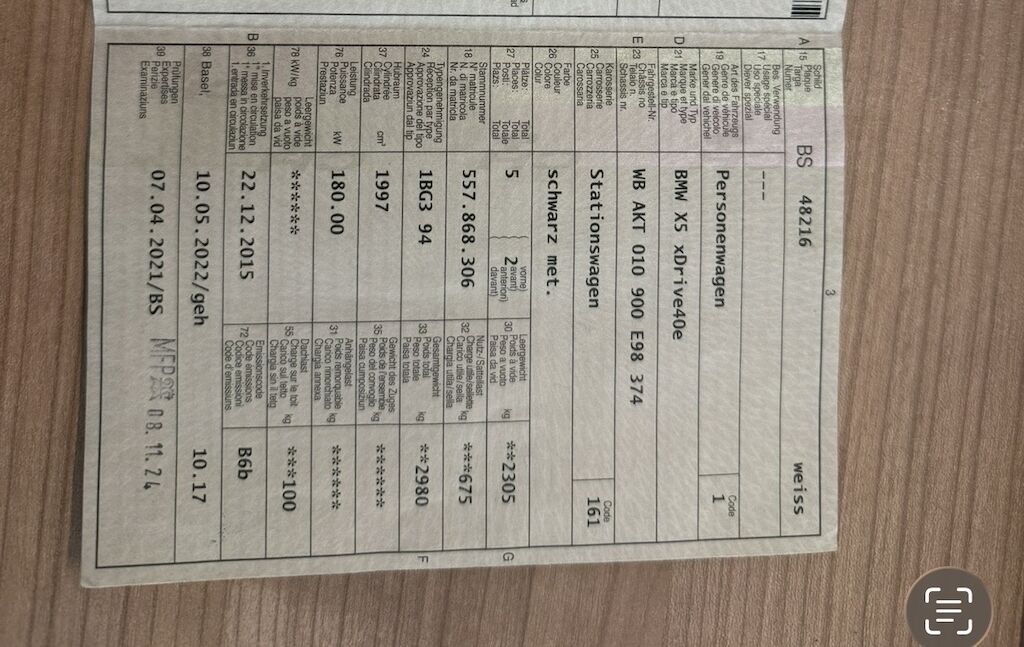 3
A 15 Schild
Plaque
Targa
Numer
BS 48216
weiss
17 Bes. Verwendung
Usage spécial
Uso speciale
Diever spezial
---
19 Art des Fahrzeugs
Genre de véhicule
Genere di veicolo
Gener dal vehichel
Personenwagen
Code
1
D 21 Marke und Typ
Marque et type
Marca e tipo
Marca e tip
BMW X5 xDrive40e
E 23 Fahrgestell-Nr.
Châssis no
Telaio n.
Schassis nr.
WB AKT 010 900 E98 374
25 Karosserie
Carrosserie
Carrozzeria
Carossaria
Stationswagen
Code
161
26 Farbe
Couleur
Colore
Colur
schwarz met.
27 Plätze: Total
Places: Total
Posti: Totale
Plazs: Total
5
2
vorne)
avant)
anteriori)
davant)
30 Leergewicht
Poids à vide
Peso a vuoto
Paisa da vid
kg
**2305
G
18 Stammnummer
N° matricule
N. di matricola
Nr. da matricla
557.868.306
32 Nutz-/Sattellast
Charge utile/sellette
Carico utile/sella
Chargia utila/sella
kg
***675
24 Typengenehmigung
Réception par type
Approvazione del tipo
Approvaziun dal tip
1BG3 94
33 Gesamtgewicht
Poids total
Peso totale
Paisa totala
kg
**2980
F
37 Hubraum
Cylindrée
Cilindrata
Cilindrada
cm³
1997
35 Gewicht des Zuges
Poids de l'ensemble
Peso del convoglio
Paisa cumposiziun
kg
******
76 Leistung
Puissance
Potenza
Prestaziun
kW
180.00
31 Anhängelast
Poids remorquable
Peso rimorchiato
Chargia annexa
kg
******
78 kW/kg
Leergewicht
poids à vide
peso a vuoto
paisa da vid
******
55 Dachlast
Charge sur le toit
Carico sul tetto
Chargia sin il tetg
kg
***100
B 36 1. Inverkehrsetzung
1re mise en circulation
1a messa in circolazione
1. entrada en circulaziun
22.12.2015
72 Emissionscode
Code émissions
Codice emissioni
Code d'emissiuns
B6b
38 Basel,
10.05.2022/geh
10.17
39 Prüfungen
Expertises
Perizie
Examinaziuns
07.04.2021/BS
08.11.24